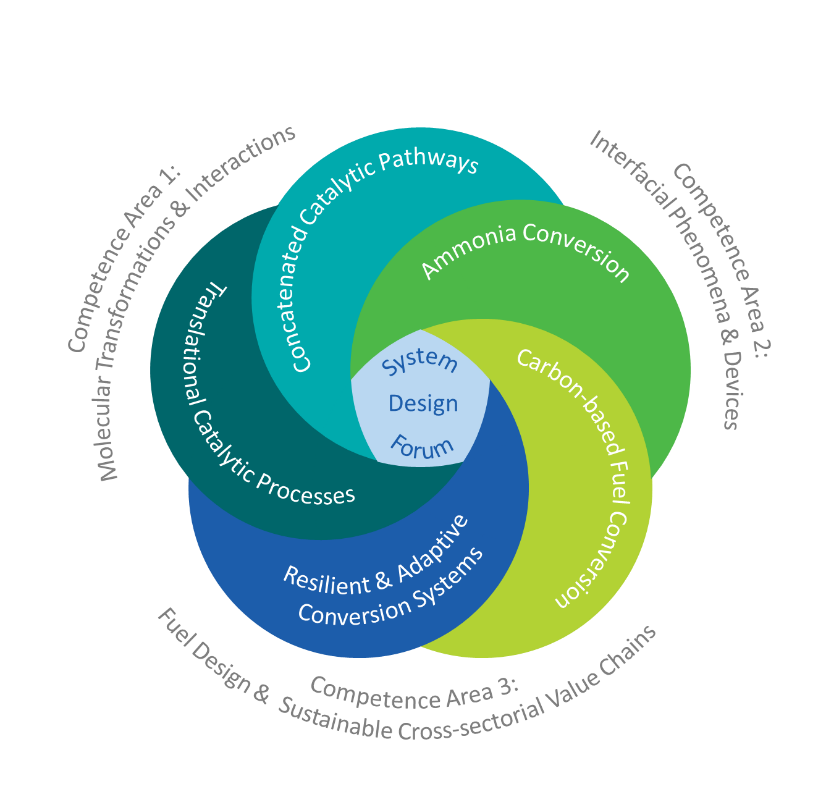 Competence Area 1:
Molecular Transformations & Interactions
Competence Area 2:
Interfacial Phenomena & Devices
Concatenated Catalytic Pathways
Ammonia Conversion
Translational Catalytic Processes
System
Design
Forum
Carbon-based Fuel Conversion
Resilient & Adaptive
Conversion Systems
Competence Area 3:
Fuel Design & Sustainable Cross-sectorial Value Chains